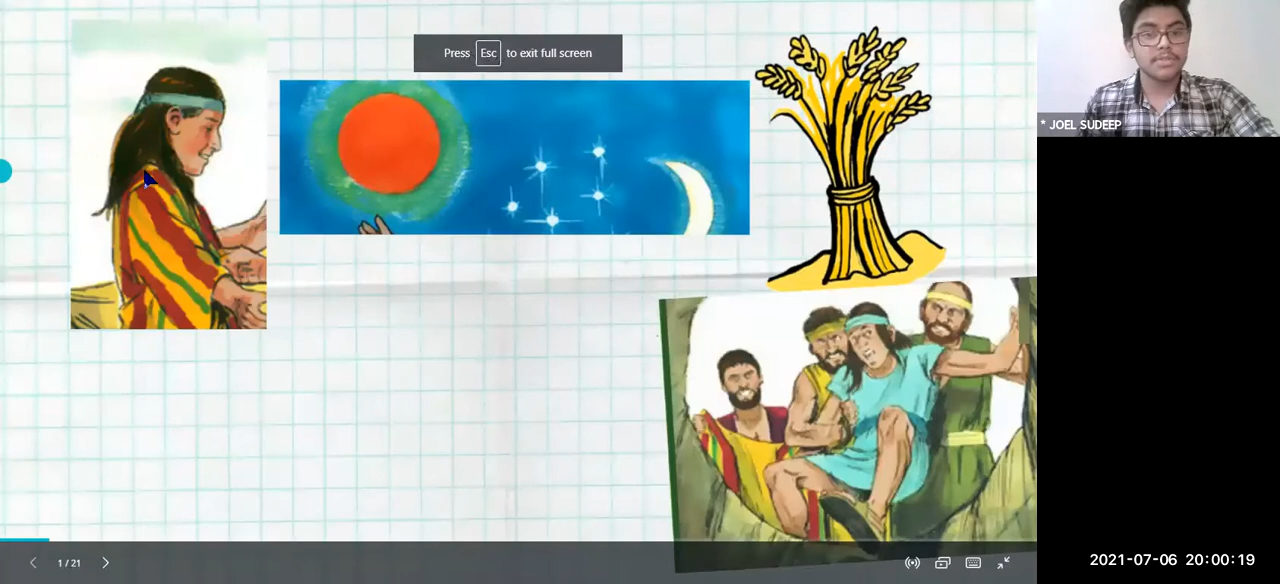 Press Esc to exit full screen
* JOEL SUDEEP
1 / 21
2021-07-06 20:00:19